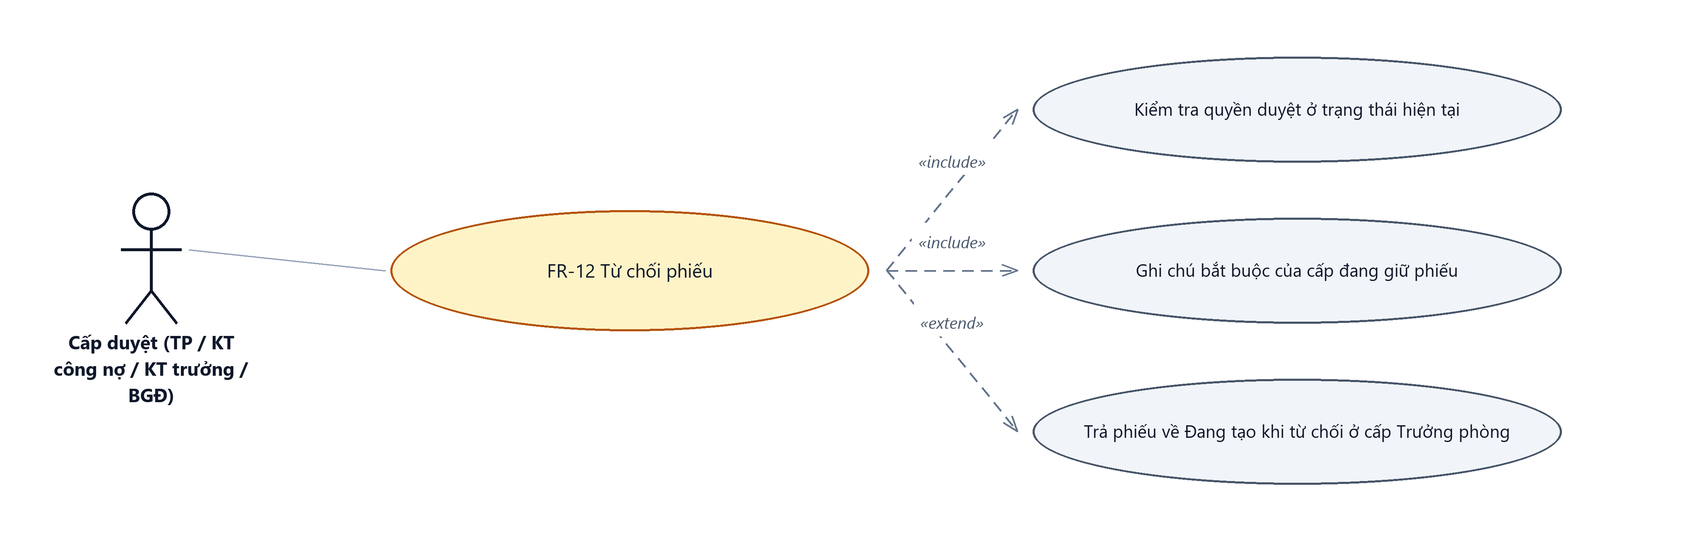 Kiểm tra quyền duyệt ở trạng thái hiện tại
«include»
Cấp duyệt (TP / KT
công nợ / KT trưởng /
BGĐ)
FR-12 Từ chối phiếu
«include»
Ghi chú bắt buộc của cấp đang giữ phiếu
«extend»
Trả phiếu về Đang tạo khi từ chối ở cấp Trưởng phòng